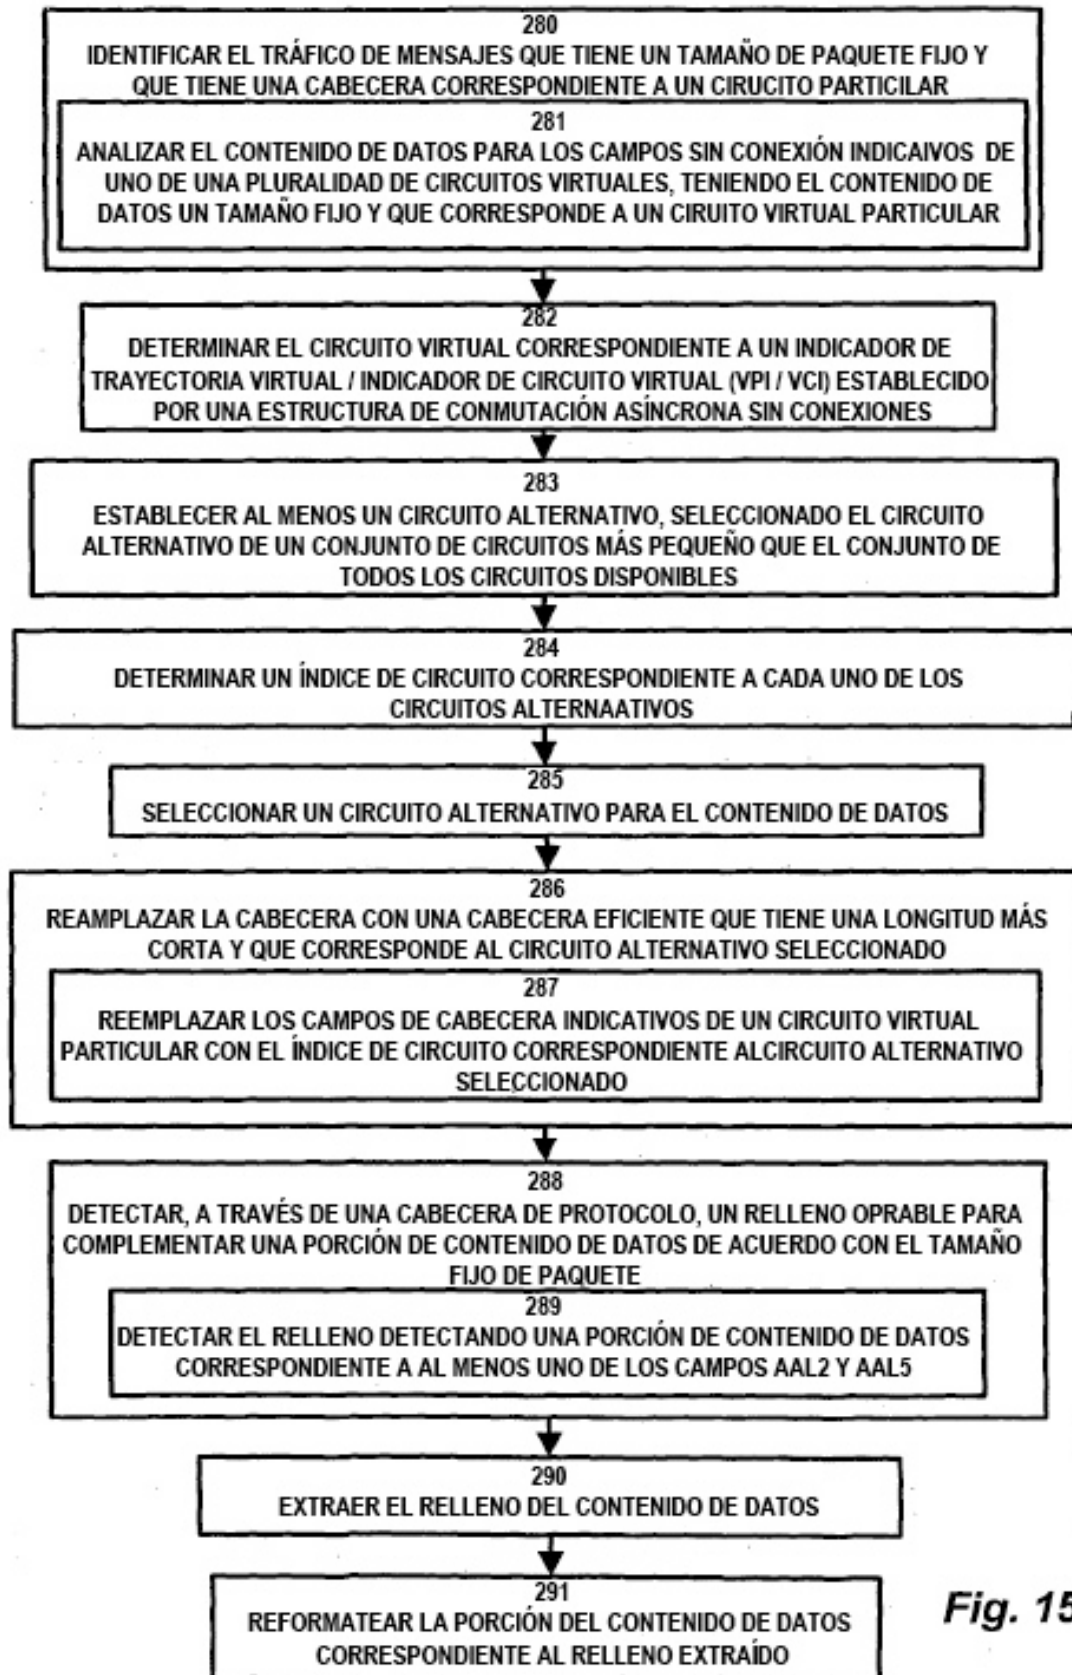 280
IDENTIFICAR EL TRÁFICO DE MENSAJES QUE TIENE UN TAMAÑO DE PAQUETE FIJO Y
QUE TIENE UNA CABECERA CORRESPONDIENTE A UN CIRUCITO PARTICILAR
281
ANALIZAR EL CONTENIDO DE DATOS PARA LOS CAMPOS SIN CONEXIÓN INDICAIVOS DE
UNO DE UNA PLURALIDAD DE CIRCUITOS VIRTUALES, TENIENDO EL CONTENIDO DE
DATOS UN TAMAÑO FIJO Y QUE CORRESPONDE A UN CIRUITO VIRTUAL PARTICULAR
282
DETERMINAR EL CIRCUITO VIRTUAL CORRESPONDIENTE A UN INDICADOR DE
TRAYECTORIA VIRTUAL / INDICADOR DE CIRCUITO VIRTUAL (VPI / VCI) ESTABLECIDO
POR UNA ESTRUCTURA DE CONMUTACIÓN ASÍNCRONA SIN CONEXIONES
283
ESTABLECER AL MENOS UN CIRCUITO ALTERNATIVO, SELECCIONADO EL CIRCUITO
ALTERNATIVO DE UN CONJUNTO DE CIRCUITOS MÁS PEQUEÑO QUE EL CONJUNTO DE
TODOS LOS CIRCUITOS DISPONIBLES
284
DETERMINAR UN ÍNDICE DE CIRCUITO CORRESPONDIENTE A CADA UNO DE LOS
CIRCUITOS ALTERNAATIVOS
285
SELECCIONAR UN CIRCUITO ALTERNATIVO PARA EL CONTENIDO DE DATOS
286
REAMPLAZAR LA CABECERA CON UNA CABECERA EFICIENTE QUE TIENE UNA LONGITUD MÁS
CORTA Y QUE CORRESPONDE AL CIRCUITO ALTERNATIVO SELECCIONADO
287
REEMPLAZAR LOS CAMPOS DE CABECERA INDICATIVOS DE UN CIRCUITO VIRTUAL
PARTICULAR CON EL ÍNDICE DE CIRCUITO CORRESPONDIENTE ALCIRCUITO ALTERNATIVO
SELECCIONADO
288
DETECTAR, A TRAVÉS DE UNA CABECERA DE PROTOCOLO, UN RELLENO OPRABLE PARA
COMPLEMENTAR UNA PORCIÓN DE CONTENIDO DE DATOS DE ACUERDO CON EL TAMAÑO
FIJO DE PAQUETE
289
DETECTAR EL RELLENO DETECTANDO UNA PORCIÓN DE CONTENIDO DE DATOS
CORRESPONDIENTE A AL MENOS UNO DE LOS CAMPOS AAL2 Y AAL5
290
EXTRAER EL RELLENO DEL CONTENIDO DE DATOS
291
REFORMATEAR LA PORCIÓN DEL CONTENIDO DE DATOS
CORRESPONDIENTE AL RELLENO EXTRAÍDO
Fig. 15